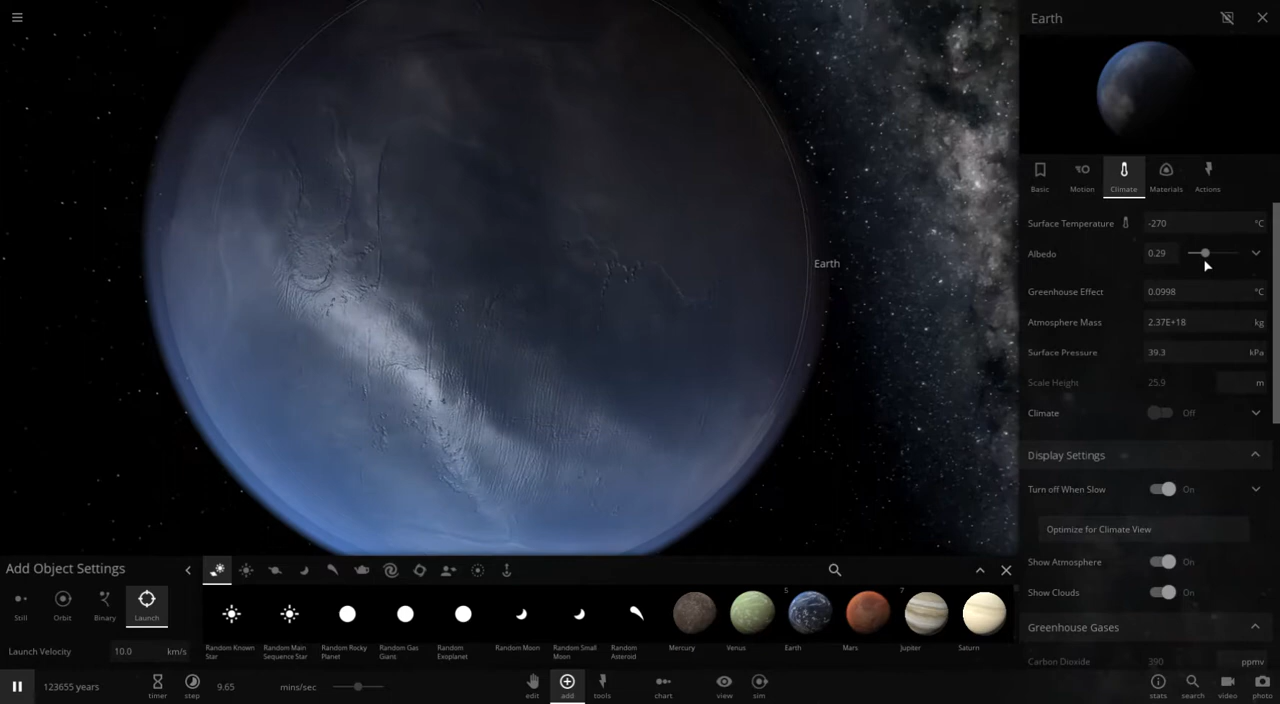 Earth
Earth
Basic Motion Climate Materials Actions
Surface Temperature -270 °C
Albedo 0.29
Greenhouse Effect 0.0998 °C
Atmosphere Mass 2.37E+18 kg
Surface Pressure 39.3 kPa
Scale Height 25.9 m
Climate Off
Display Settings
Turn off When Slow On
Optimize for Climate View
Show Atmosphere On
Show Clouds On
Greenhouse Gases
Carbon Dioxide 390 ppmv
Add Object Settings
Still Orbit Binary Launch
Launch Velocity 10.0 km/s
5 7
Random Known Star
Random Main Sequence Star
Random Rocky Planet
Random Gas Giant
Random Exoplanet
Random Moon
Random Small Moon
Random Asteroid
Mercury
Venus
Earth
Mars
Jupiter
Saturn
123655 years timer step 9.65 mins/sec edit add tools chart view sim stats search video photo